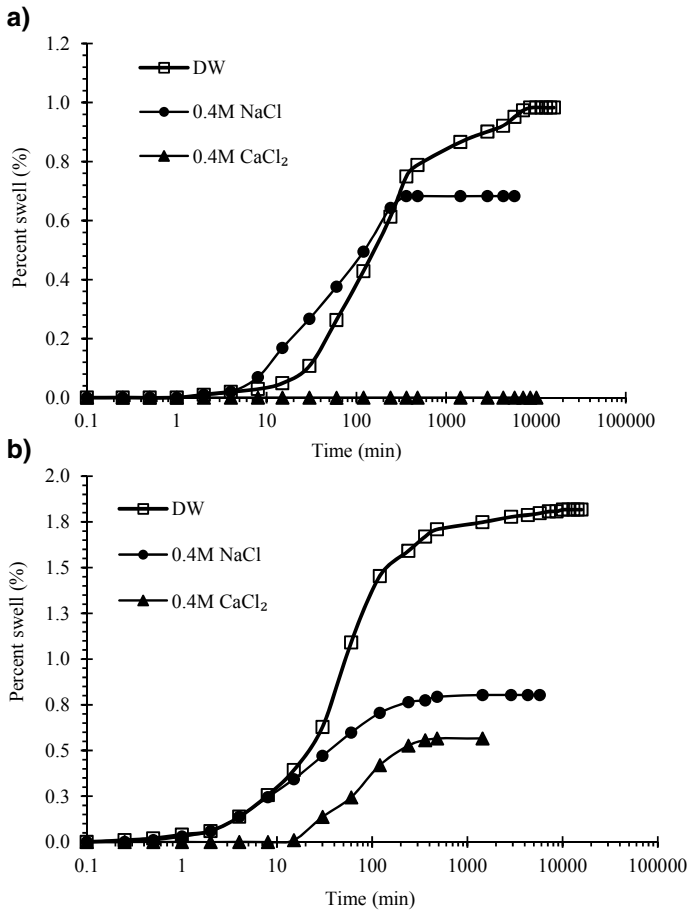 a)
1.2
1.0
0.8
0.6
0.4
0.2
0.0
Percent swell (%)
DW
0.4M NaCl
0.4M CaCl₂
0.1 1 10 100 1000 10000 100000
Time (min)
b)
2.0
1.8
1.5
1.3
1.0
0.8
0.5
0.3
0.0
Percent swell (%)
DW
0.4M NaCl
0.4M CaCl₂
0.1 1 10 100 1000 10000 100000
Time (min)